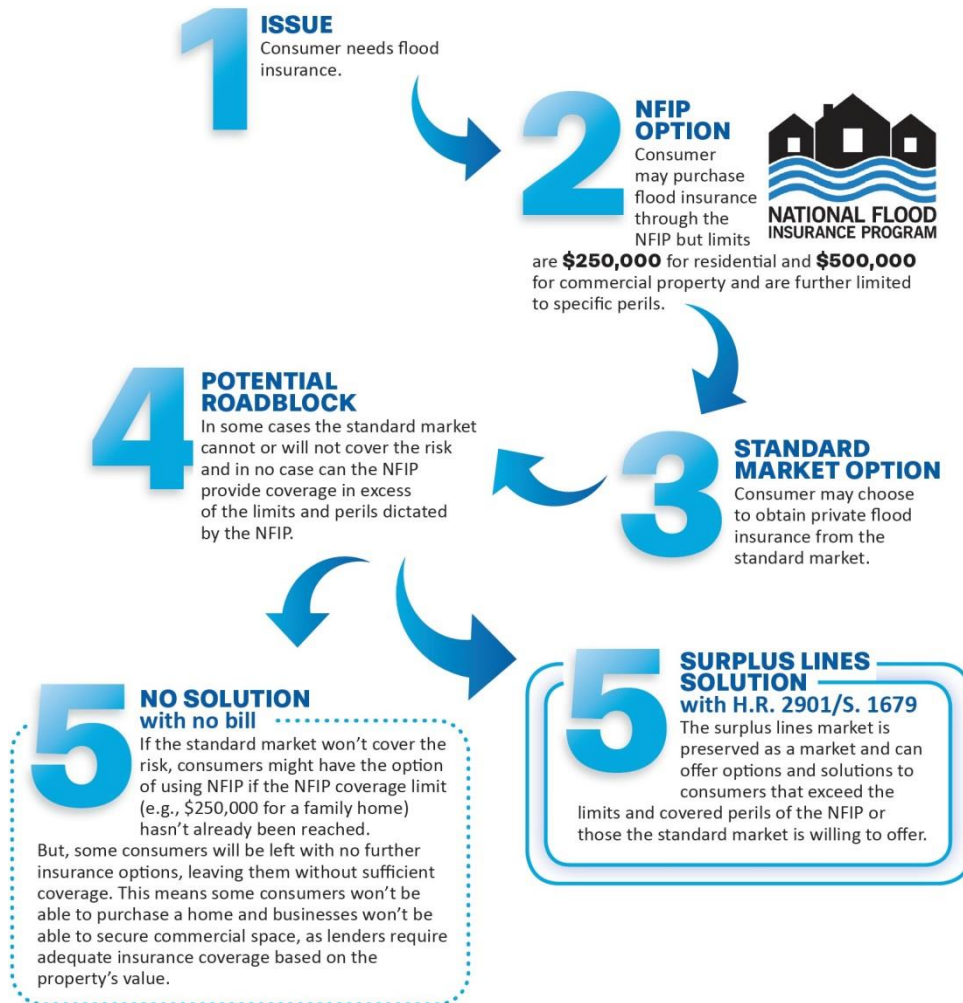 1
ISSUE
Consumer needs flood
insurance.
2
NFIP
OPTION
Consumer
may purchase
flood insurance
through the
NFIP but limits
are $250,000 for residential and $500,000
for commercial property and are further limited
to specific perils.
NATIONAL FLOOD
INSURANCE PROGRAM
3
STANDARD
MARKET OPTION
Consumer may choose
to obtain private flood
insurance from the
standard market.
4
POTENTIAL
ROADBLOCK
In some cases the standard market
cannot or will not cover the risk
and in no case can the NFIP
provide coverage in excess
of the limits and perils dictated
by the NFIP.
5
NO SOLUTION
with no bill
If the standard market won’t cover the
risk, consumers might have the option
of using NFIP if the NFIP coverage limit
(e.g., $250,000 for a family home)
hasn’t already been reached.
But, some consumers will be left with no further
insurance options, leaving them without sufficient
coverage. This means some consumers won’t be
able to purchase a home and businesses won’t be
able to secure commercial space, as lenders require
adequate insurance coverage based on the
property’s value.
5
SURPLUS LINES
SOLUTION
with H.R. 2901/S. 1679
The surplus lines market is
preserved as a market and can
offer options and solutions to
consumers that exceed the
limits and covered perils of the NFIP or
those the standard market is willing to offer.